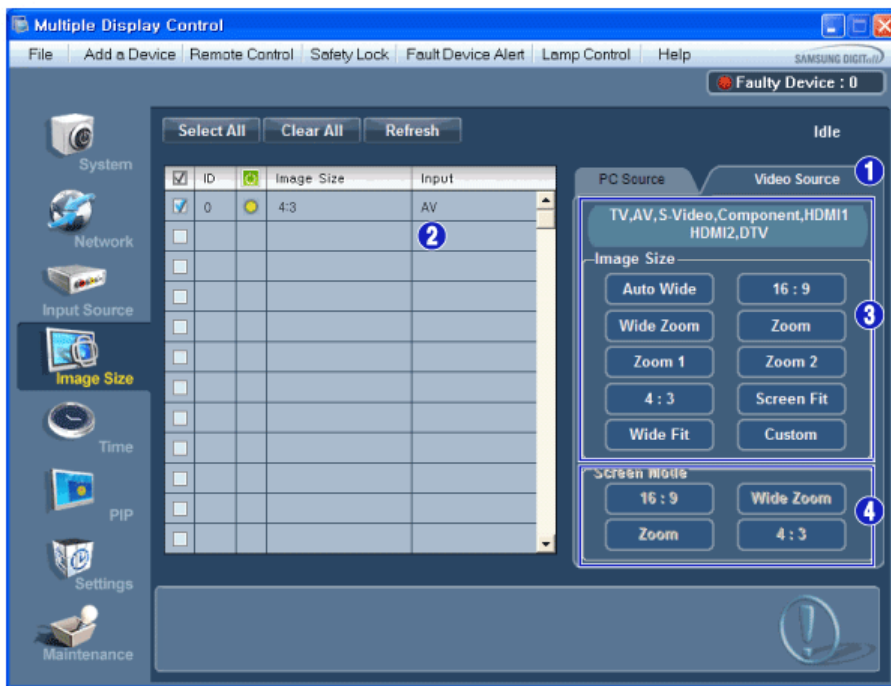 Multiple Display Control
File Add a Device Remote Control Safety Lock Fault Device Alert Lamp Control Help SAMSUNG DIGITall
Faulty Device : 0
Select All Clear All Refresh Idle
System
Network
Input Source
Image Size
Time
PIP
Settings
Maintenance
ID Image Size Input
0 4:3 AV
2
PC Source Video Source 1
TV,AV,S-Video,Component,HDMI1
HDMI2,DTV
Image Size
Auto Wide 16 : 9
Wide Zoom Zoom 3
Zoom 1 Zoom 2
4 : 3 Screen Fit
Wide Fit Custom
Screen Mode
16 : 9 Wide Zoom 4
Zoom 4 : 3